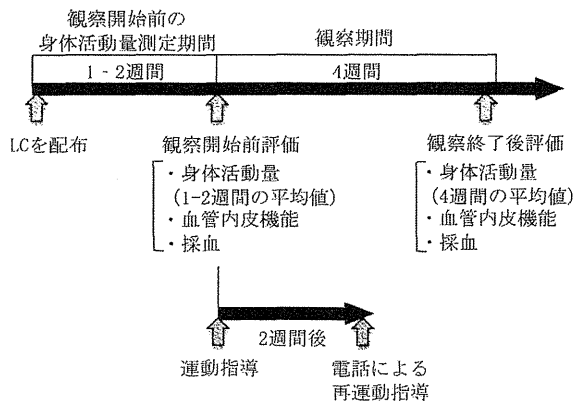 観察開始前の
身体活動量測定期間
観察期間
1‐2週間
4週間
LCを配布
観察開始前評価
・身体活動量
(1-2週間の平均値)
・血管内皮機能
・採血
観察終了後評価
・身体活動量
(4週間の平均値)
・血管内皮機能
・採血
2週間後
運動指導
電話による
再運動指導